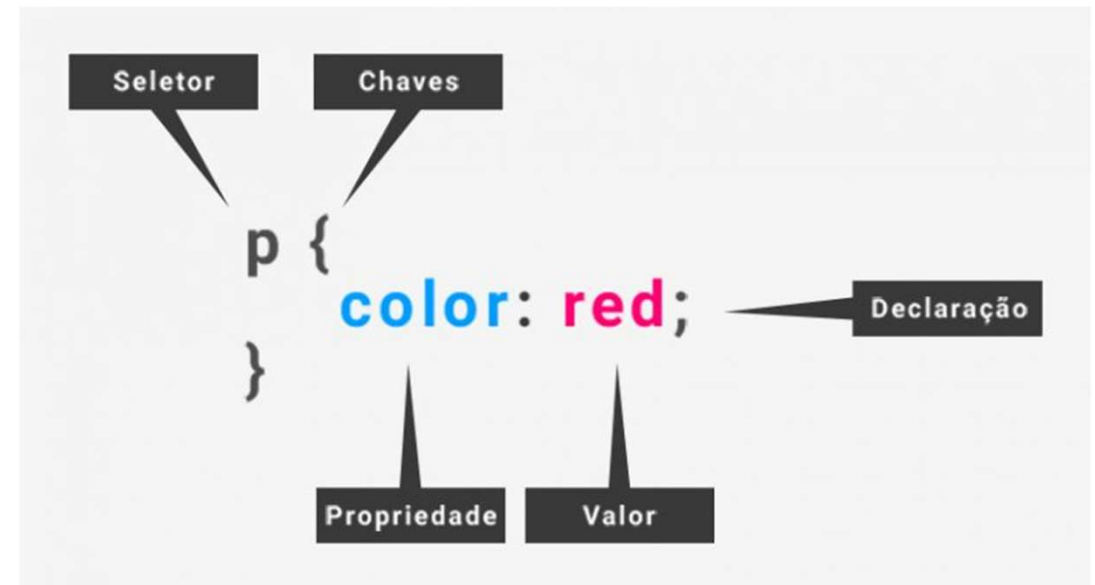 Seletor Chaves
p {
color: red;
Declaração
}
Propriedade Valor